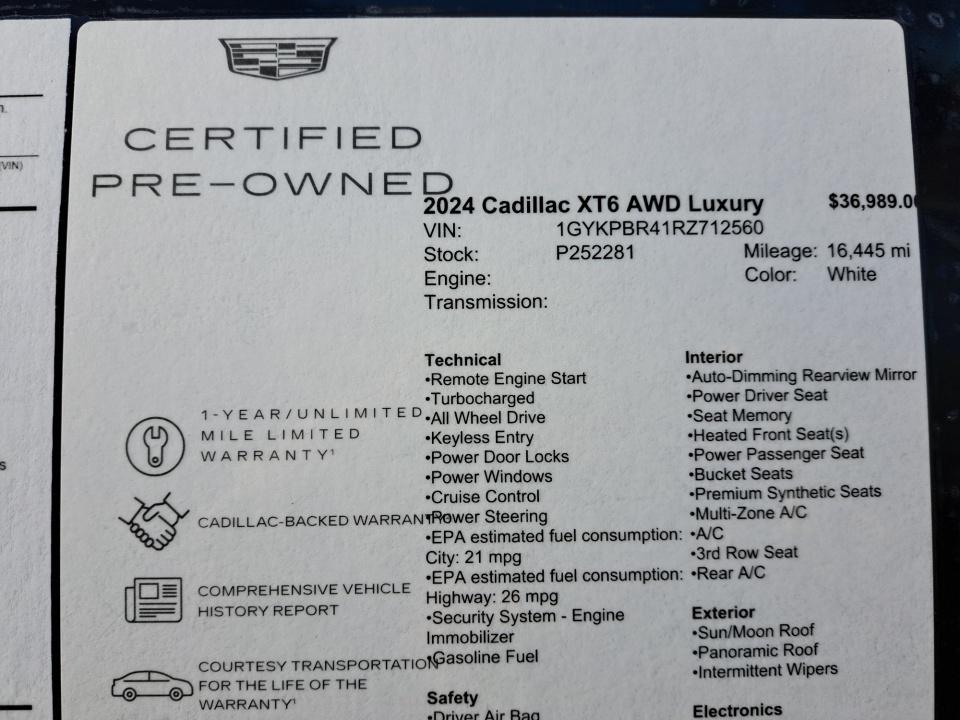 n.
(VIN)
s
CERTIFIED
PRE-OWNED
2024 Cadillac XT6 AWD Luxury $36,989.00
VIN: 1GYKPBR41RZ712560
Stock: P252281 Mileage: 16,445 mi
Engine: Color: White
Transmission:
1-YEAR/UNLIMITED
MILE LIMITED
WARRANTY¹
CADILLAC-BACKED WARRANTY
COMPREHENSIVE VEHICLE
HISTORY REPORT
COURTESY TRANSPORTATION
FOR THE LIFE OF THE
WARRANTY¹
Technical
•Remote Engine Start
•Turbocharged
•All Wheel Drive
•Keyless Entry
•Power Door Locks
•Power Windows
•Cruise Control
•Power Steering
•EPA estimated fuel consumption:
City: 21 mpg
•EPA estimated fuel consumption:
Highway: 26 mpg
•Security System - Engine
Immobilizer
•Gasoline Fuel
Safety
•Driver Air Bag
Interior
•Auto-Dimming Rearview Mirror
•Power Driver Seat
•Seat Memory
•Heated Front Seat(s)
•Power Passenger Seat
•Bucket Seats
•Premium Synthetic Seats
•Multi-Zone A/C
•A/C
•3rd Row Seat
•Rear A/C
Exterior
•Sun/Moon Roof
•Panoramic Roof
•Intermittent Wipers
Electronics